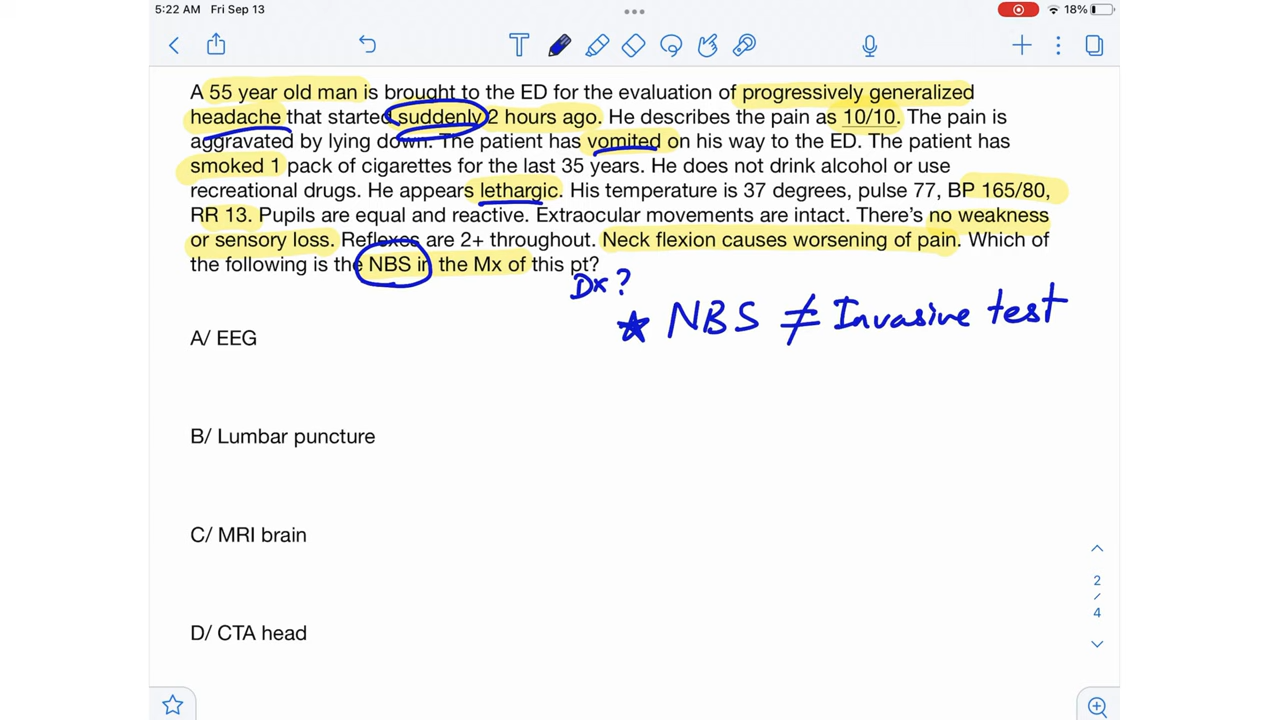 5:22 AM Fri Sep 13
18%
T
A 55 year old man is brought to the ED for the evaluation of progressively generalized
headache that started suddenly 2 hours ago. He describes the pain as 10/10. The pain is
aggravated by lying down. The patient has vomited on his way to the ED. The patient has
smoked 1 pack of cigarettes for the last 35 years. He does not drink alcohol or use
recreational drugs. He appears lethargic. His temperature is 37 degrees, pulse 77, BP 165/80,
RR 13. Pupils are equal and reactive. Extraocular movements are intact. There's no weakness
or sensory loss. Reflexes are 2+ throughout. Neck flexion causes worsening of pain. Which of
the following is the NBS in the Mx of this pt?
Dx ?
★ NBS ≠ Invasive test
A/ EEG
B/ Lumbar puncture
C/ MRI brain
D/ CTA head
2
/
4